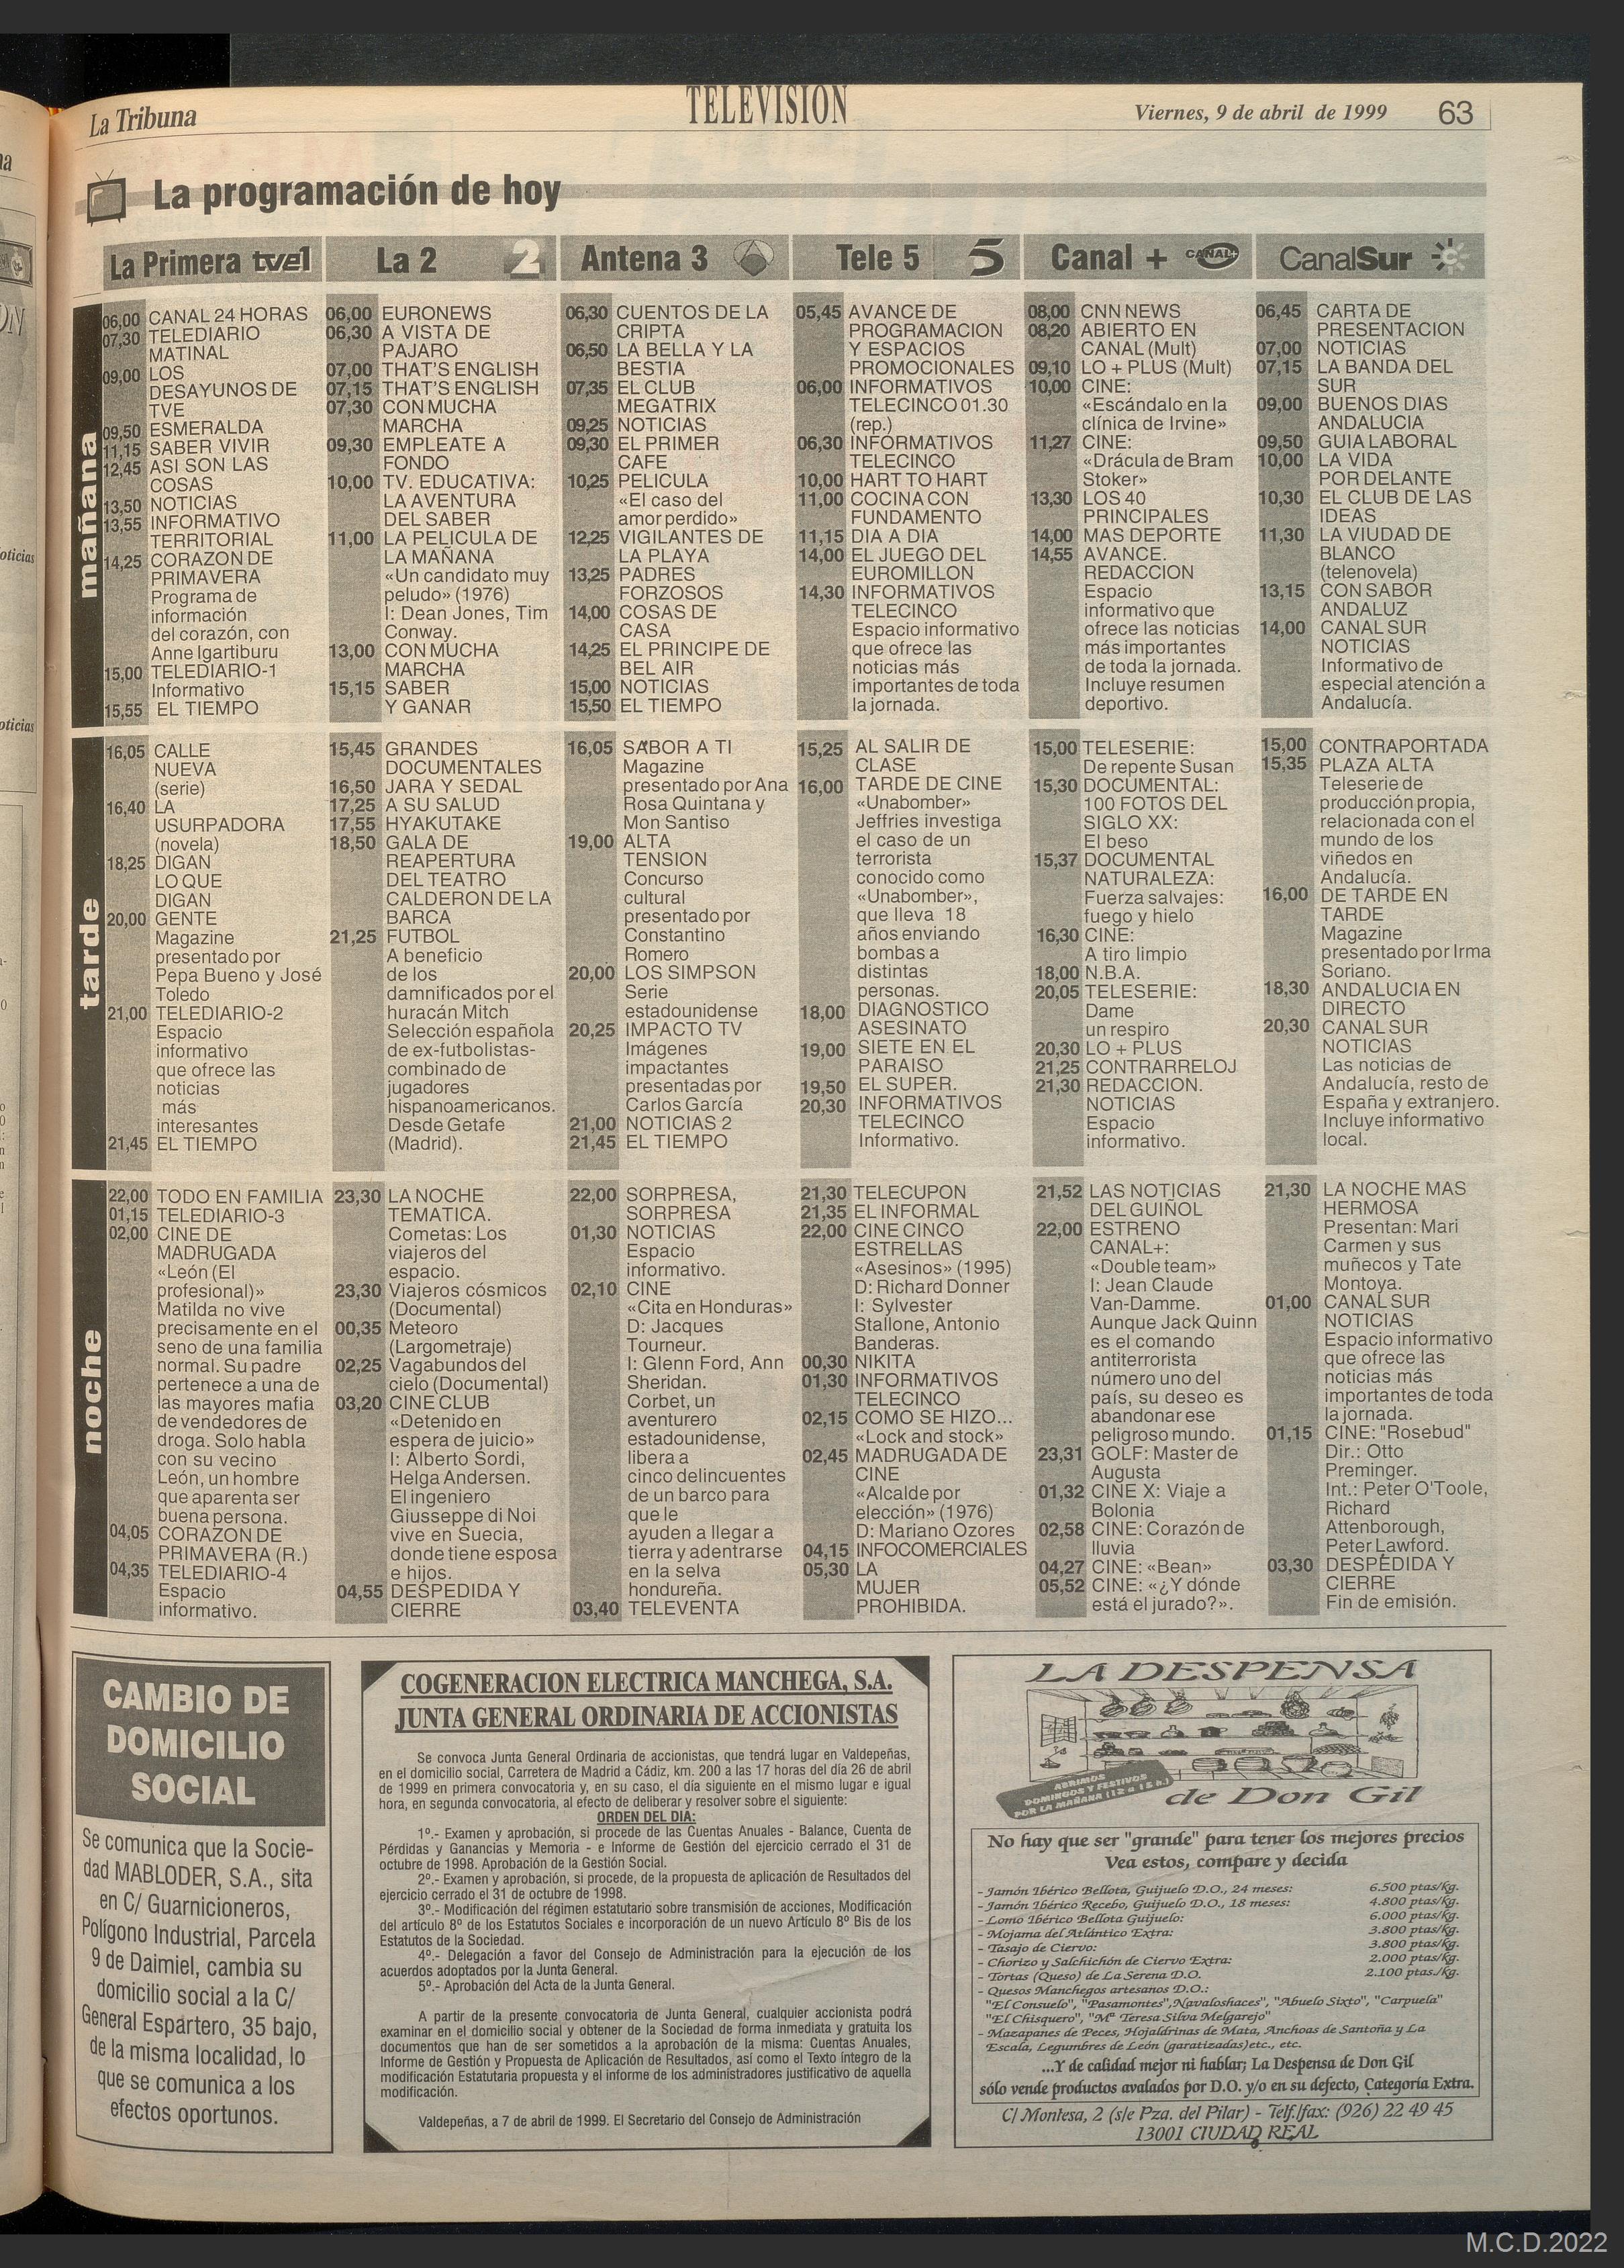 La Tribuna
TELEVISION
Viernes, 9 de abril de 1999 63
La programación de hoy
La Primera tve1
mañana
06,00 CANAL 24 HORAS
07,30 TELEDIARIO
MATINAL
09,00 LOS
DESAYUNOS DE
TVE
09,50 ESMERALDA
11,15 SABER VIVIR
12,45 ASI SON LAS
COSAS
13,50 NOTICIAS
13,55 INFORMATIVO
TERRITORIAL
14,25 CORAZON DE
PRIMAVERA
Programa de
información
del corazón, con
Anne Igartiburu
15,00 TELEDIARIO-1
Informativo
15,55 EL TIEMPO
tarde
16,05 CALLE
NUEVA
(serie)
16,40 LA
USURPADORA
(novela)
18,25 DIGAN
LO QUE
DIGAN
20,00 GENTE
Magazine
presentado por
Pepa Bueno y José
Toledo
21,00 TELEDIARIO-2
Espacio
informativo
que ofrece las
noticias
más
interesantes
21,45 EL TIEMPO
noche
22,00 TODO EN FAMILIA
01,15 TELEDIARIO-3
02,00 CINE DE
MADRUGADA
«León (El
profesional)»
Matilda no vive
precisamente en el
seno de una familia
normal. Su padre
pertenece a una de
las mayores mafia
de vendedores de
droga. Solo habla
con su vecino
León, un hombre
que aparenta ser
buena persona.
04,05 CORAZON DE
PRIMAVERA (R.)
04,35 TELEDIARIO-4
Espacio
informativo.
La 2 2
06,00 EURONEWS
06,30 A VISTA DE
PAJARO
07,00 THAT'S ENGLISH
07,15 THAT'S ENGLISH
07,30 CON MUCHA
MARCHA
09,30 EMPLEATE A
FONDO
10,00 TV. EDUCATIVA:
LA AVENTURA
DEL SABER
11,00 LA PELICULA DE
LA MAÑANA
«Un candidato muy
peludo» (1976)
I: Dean Jones, Tim
Conway.
13,00 CON MUCHA
MARCHA
15,15 SABER
Y GANAR
15,45 GRANDES
DOCUMENTALES
16,50 JARA Y SEDAL
17,25 A SU SALUD
17,55 HYAKUTAKE
18,50 GALA DE
REAPERTURA
DEL TEATRO
CALDERON DE LA
BARCA
21,25 FUTBOL
A beneficio
de los
damnificados por el
huracán Mitch
Selección española
de ex-futbolistas-
combinado de
jugadores
hispanoamericanos.
Desde Getafe
(Madrid).
23,30 LA NOCHE
TEMATICA.
Cometas: Los
viajeros del
espacio.
23,30 Viajeros cósmicos
(Documental)
00,35 Meteoro
(Largometraje)
02,25 Vagabundos del
cielo (Documental)
03,20 CINE CLUB
«Detenido en
espera de juicio»
I: Alberto Sordi,
Helga Andersen.
El ingeniero
Giusseppe di Noi
vive en Suecia,
donde tiene esposa
e hijos.
04,55 DESPEDIDA Y
CIERRE
Antena 3
06,30 CUENTOS DE LA
CRIPTA
06,50 LA BELLA Y LA
BESTIA
07,35 EL CLUB
MEGATRIX
09,25 NOTICIAS
09,30 EL PRIMER
CAFE
10,25 PELICULA
«El caso del
amor perdido»
12,25 VIGILANTES DE
LA PLAYA
13,25 PADRES
FORZOSOS
14,00 COSAS DE
CASA
14,25 EL PRINCIPE DE
BEL AIR
15,00 NOTICIAS
15,50 EL TIEMPO
16,05 SABOR A TI
Magazine
presentado por Ana
Rosa Quintana y
Mon Santiso
19,00 ALTA
TENSION
Concurso
cultural
presentado por
Constantino
Romero
20,00 LOS SIMPSON
Serie
estadounidense
20,25 IMPACTO TV
Imágenes
impactantes
presentadas por
Carlos García
21,00 NOTICIAS 2
21,45 EL TIEMPO
22,00 SORPRESA,
SORPRESA
01,30 NOTICIAS
Espacio
informativo.
02,10 CINE
«Cita en Honduras»
D: Jacques
Tourneur.
I: Glenn Ford, Ann
Sheridan.
Corbet, un
aventurero
estadounidense,
libera a
cinco delincuentes
de un barco para
que le
ayuden a llegar a
tierra y adentrarse
en la selva
hondureña.
03,40 TELEVENTA
Tele 5 5
05,45 AVANCE DE
PROGRAMACION
Y ESPACIOS
PROMOCIONALES
06,00 INFORMATIVOS
TELECINCO 01.30
(rep.)
06,30 INFORMATIVOS
TELECINCO
10,00 HART TO HART
11,00 COCINA CON
FUNDAMENTO
11,15 DIA A DIA
14,00 EL JUEGO DEL
EUROMILLON
14,30 INFORMATIVOS
TELECINCO
Espacio informativo
que ofrece las
noticias más
importantes de toda
la jornada.
15,25 AL SALIR DE
CLASE
16,00 TARDE DE CINE
«Unabomber»
Jeffries investiga
el caso de un
terrorista
conocido como
«Unabomber»,
que lleva 18
años enviando
bombas a
distintas
personas.
18,00 DIAGNOSTICO
ASESINATO
19,00 SIETE EN EL
PARAISO
19,50 EL SUPER.
20,30 INFORMATIVOS
TELECINCO
Informativo.
21,30 TELECUPON
21,35 EL INFORMAL
22,00 CINE CINCO
ESTRELLAS
«Asesinos» (1995)
D: Richard Donner
I: Sylvester
Stallone, Antonio
Banderas.
00,30 NIKITA
01,30 INFORMATIVOS
TELECINCO
02,15 COMO SE HIZO...
«Lock and stock»
02,45 MADRUGADA DE
CINE
«Alcalde por
elección» (1976)
D: Mariano Ozores
04,15 INFOCOMERCIALES
05,30 LA
MUJER
PROHIBIDA.
Canal + CANAL+
08,00 CNN NEWS
08,20 ABIERTO EN
CANAL (Mult)
09,10 LO + PLUS (Mult)
10,00 CINE:
«Escándalo en la
clínica de Irvine»
11,27 CINE:
«Drácula de Bram
Stoker»
13,30 LOS 40
PRINCIPALES
14,00 MAS DEPORTE
14,55 AVANCE.
REDACCION
Espacio
informativo que
ofrece las noticias
más importantes
de toda la jornada.
Incluye resumen
deportivo.
15,00 TELESERIE:
De repente Susan
15,30 DOCUMENTAL:
100 FOTOS DEL
SIGLO XX:
El beso
15,37 DOCUMENTAL
NATURALEZA:
Fuerza salvajes:
fuego y hielo
16,30 CINE:
A tiro limpio
18,00 N.B.A.
20,05 TELESERIE:
Dame
un respiro
20,30 LO + PLUS
21,25 CONTRARRELOJ
21,30 REDACCION.
NOTICIAS
Espacio
informativo.
21,52 LAS NOTICIAS
DEL GUIÑOL
22,00 ESTRENO
CANAL+:
«Double team»
I: Jean Claude
Van-Damme.
Aunque Jack Quinn
es el comando
antiterrorista
número uno del
país, su deseo es
abandonar ese
peligroso mundo.
23,31 GOLF: Master de
Augusta
01,32 CINE X: Viaje a
Bolonia
02,58 CINE: Corazón de
lluvia
04,27 CINE: «Bean»
05,52 CINE: «¿Y dónde
está el jurado?».
CanalSur
06,45 CARTA DE
PRESENTACION
07,00 NOTICIAS
07,15 LA BANDA DEL
SUR
09,00 BUENOS DIAS
ANDALUCIA
09,50 GUIA LABORAL
10,00 LA VIDA
POR DELANTE
10,30 EL CLUB DE LAS
IDEAS
11,30 LA VIUDAD DE
BLANCO
(telenovela)
13,15 CON SABOR
ANDALUZ
14,00 CANAL SUR
NOTICIAS
Informativo de
especial atención a
Andalucía.
15,00 CONTRAPORTADA
15,35 PLAZA ALTA
Teleserie de
producción propia,
relacionada con el
mundo de los
viñedos en
Andalucía.
16,00 DE TARDE EN
TARDE
Magazine
presentado por Irma
Soriano.
18,30 ANDALUCIA EN
DIRECTO
20,30 CANAL SUR
NOTICIAS
Las noticias de
Andalucía, resto de
España y extranjero.
Incluye informativo
local.
21,30 LA NOCHE MAS
HERMOSA
Presentan: Mari
Carmen y sus
muñecos y Tate
Montoya.
01,00 CANAL SUR
NOTICIAS
Espacio informativo
que ofrece las
noticias más
importantes de toda
la jornada.
01,15 CINE: "Rosebud"
Dir.: Otto
Preminger.
Int.: Peter O'Toole,
Richard
Attenborough,
Peter Lawford.
03,30 DESPEDIDA Y
CIERRE
Fin de emisión.
CAMBIO DE
DOMICILIO
SOCIAL
Se comunica que la Socie-
dad MABLODER, S.A., sita
en C/ Guarnicioneros,
Polígono Industrial, Parcela
9 de Daimiel, cambia su
domicilio social a la C/
General Espartero, 35 bajo,
de la misma localidad, lo
que se comunica a los
efectos oportunos.
COGENERACION ELECTRICA MANCHEGA, S.A.
JUNTA GENERAL ORDINARIA DE ACCIONISTAS
Se convoca Junta General Ordinaria de accionistas, que tendrá lugar en Valdepeñas,
en el domicilio social, Carretera de Madrid a Cádiz, km. 200 a las 17 horas del día 26 de abril
de 1999 en primera convocatoria y, en su caso, el día siguiente en el mismo lugar e igual
hora, en segunda convocatoria, al efecto de deliberar y resolver sobre el siguiente:
ORDEN DEL DIA:
1º.- Examen y aprobación, si procede de las Cuentas Anuales - Balance, Cuenta de
Pérdidas y Ganancias y Memoria - e Informe de Gestión del ejercicio cerrado el 31 de
octubre de 1998. Aprobación de la Gestión Social.
2º.- Examen y aprobación, si procede, de la propuesta de aplicación de Resultados del
ejercicio cerrado el 31 de octubre de 1998.
3º.- Modificación del régimen estatutario sobre transmisión de acciones, Modificación
del artículo 8º de los Estatutos Sociales e incorporación de un nuevo Artículo 8º Bis de los
Estatutos de la Sociedad.
4º.- Delegación a favor del Consejo de Administración para la ejecución de los
acuerdos adoptados por la Junta General.
5º.- Aprobación del Acta de la Junta General.
A partir de la presente convocatoria de Junta General, cualquier accionista podrá
examinar en el domicilio social y obtener de la Sociedad de forma inmediata y gratuita los
documentos que han de ser sometidos a la aprobación de la misma: Cuentas Anuales,
Informe de Gestión y Propuesta de Aplicación de Resultados, así como el Texto íntegro de la
modificación Estatutaria propuesta y el informe de los administradores justificativo de aquella
modificación.
Valdepeñas, a 7 de abril de 1999. El Secretario del Consejo de Administración
LA DESPENSA
ABRIMOS
DOMINGOS Y FESTIVOS
POR LA MAÑANA (12 a 15 h.)
de Don Gil
No hay que ser "grande" para tener los mejores precios
Vea estos, compare y decida
- Jamón Ibérico Bellota, Guijuelo D.O., 24 meses: 6.500 ptas/kg.
- Jamón Ibérico Recebo, Guijuelo D.O., 18 meses: 4.800 ptas/kg.
- Lomo Ibérico Bellota Guijuelo: 6.000 ptas/kg.
- Mojama del Atlántico Extra: 3.800 ptas/kg.
- Tasajo de Ciervo: 3.800 ptas/kg.
- Chorizo y Salchichón de Ciervo Extra: 2.000 ptas/kg.
- Tortas (Queso) de La Serena D.O. 2.100 ptas./kg.
- Quesos Manchegos artesanos D.O.:
"El Consuelo", "Pasamontes",Navaloshaces", "Abuelo Sixto", "Carpuela"
"El Chisquero", "Mª Teresa Silva Melgarejo"
- Mazapanes de Peces, Hojaldrinas de Mata, Anchoas de Santoña y La
Escala, Legumbres de León (garatizadas)etc., etc.
...Y de calidad mejor ni hablar; La Despensa de Don Gil
sólo vende productos avalados por D.O. y/o en su defecto, Categoría Extra.
C/ Montesa, 2 (s/e Pza. del Pilar) - Telf./fax: (926) 22 49 45
13001 CIUDAD REAL
M.C.D.2022